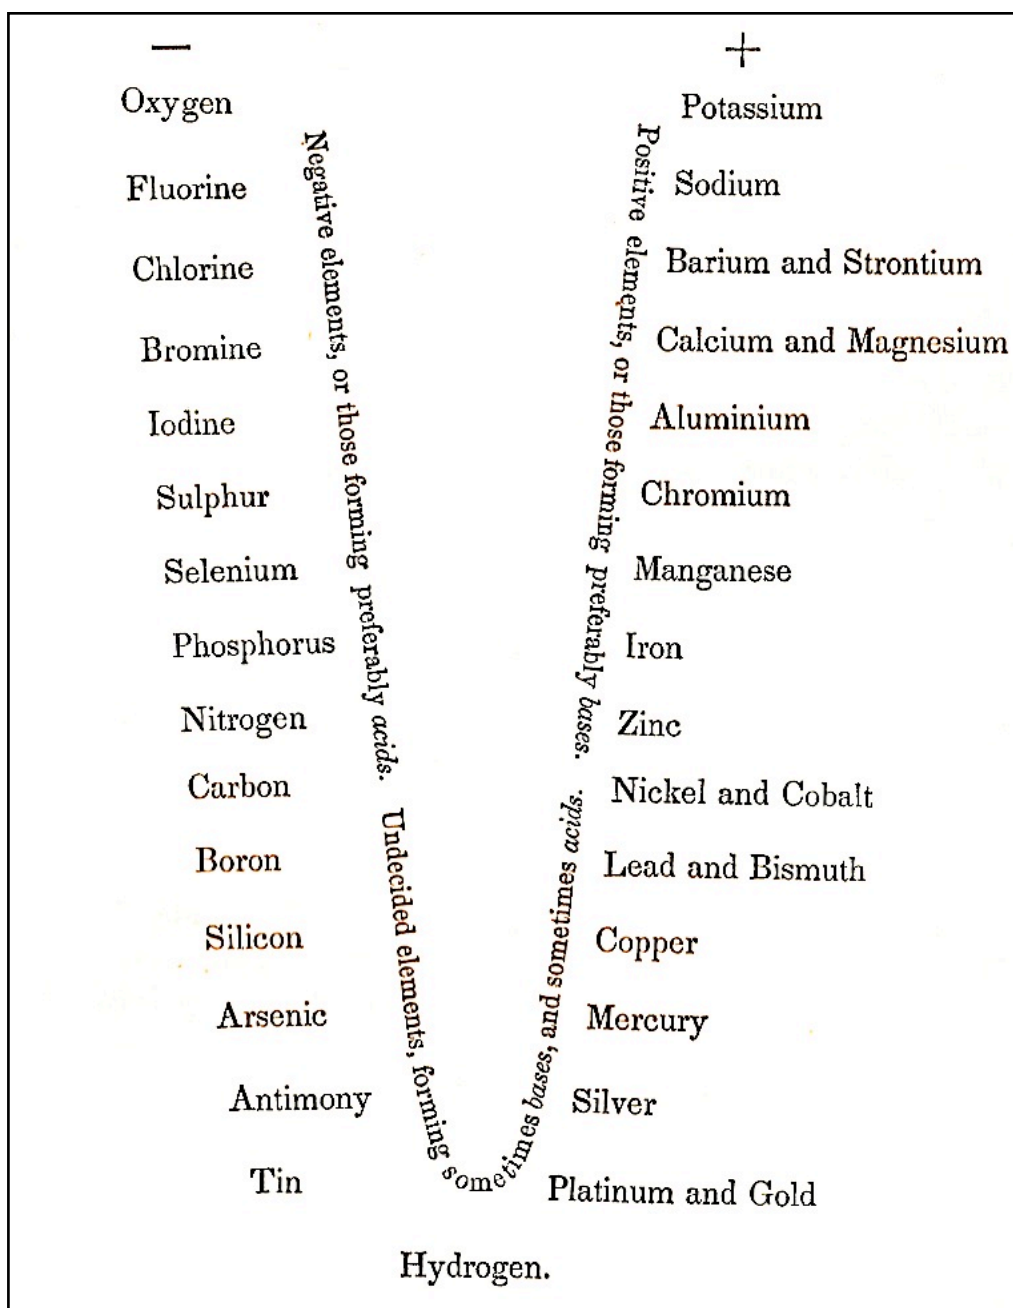 −
Oxygen
Fluorine
Chlorine
Bromine
Iodine
Sulphur
Selenium
Phosphorus
Nitrogen
Carbon
Boron
Silicon
Arsenic
Antimony
Tin
Negative elements, or those forming preferably acids.
Undecided elements, forming sometimes bases, and sometimes acids.
Positive elements, or those forming preferably bases.
+
Potassium
Sodium
Barium and Strontium
Calcium and Magnesium
Aluminium
Chromium
Manganese
Iron
Zinc
Nickel and Cobalt
Lead and Bismuth
Copper
Mercury
Silver
Platinum and Gold
Hydrogen.